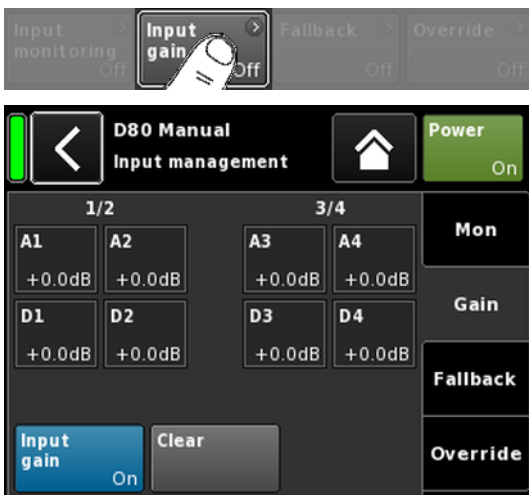 Input monitoring Off
Input gain Off
Fallback Off
Override Off
D80 Manual
Input management
Power On
1/2 3/4
A1 A2 A3 A4
+0.0dB +0.0dB +0.0dB +0.0dB
D1 D2 D3 D4
+0.0dB +0.0dB +0.0dB +0.0dB
Mon
Gain
Fallback
Override
Input gain On
Clear